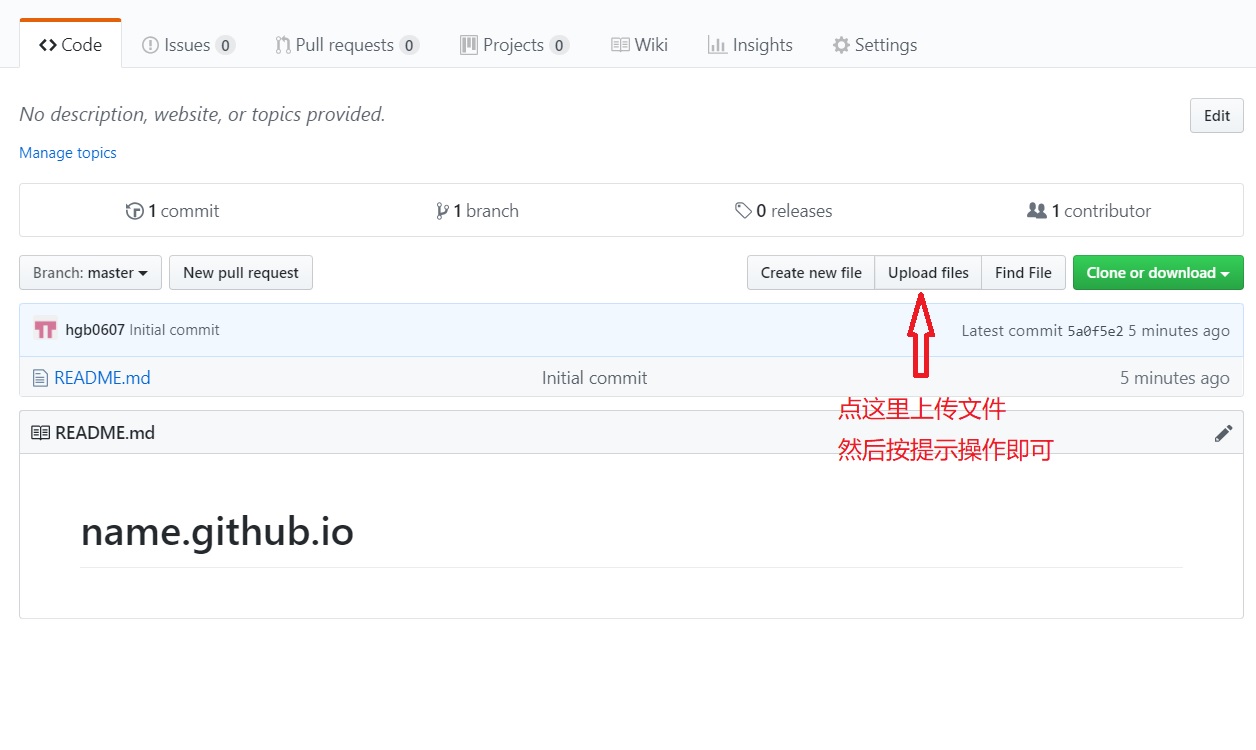 Code Issues 0 Pull requests 0 Projects 0 Wiki Insights Settings
No description, website, or topics provided. Edit
Manage topics
1 commit 1 branch 0 releases 1 contributor
Branch: master New pull request Create new file Upload files Find File Clone or download
hgb0607 Initial commit Latest commit 5a0f5e2 5 minutes ago
README.md Initial commit 5 minutes ago
点这里上传文件
README.md
然后按提示操作即可
name.github.io